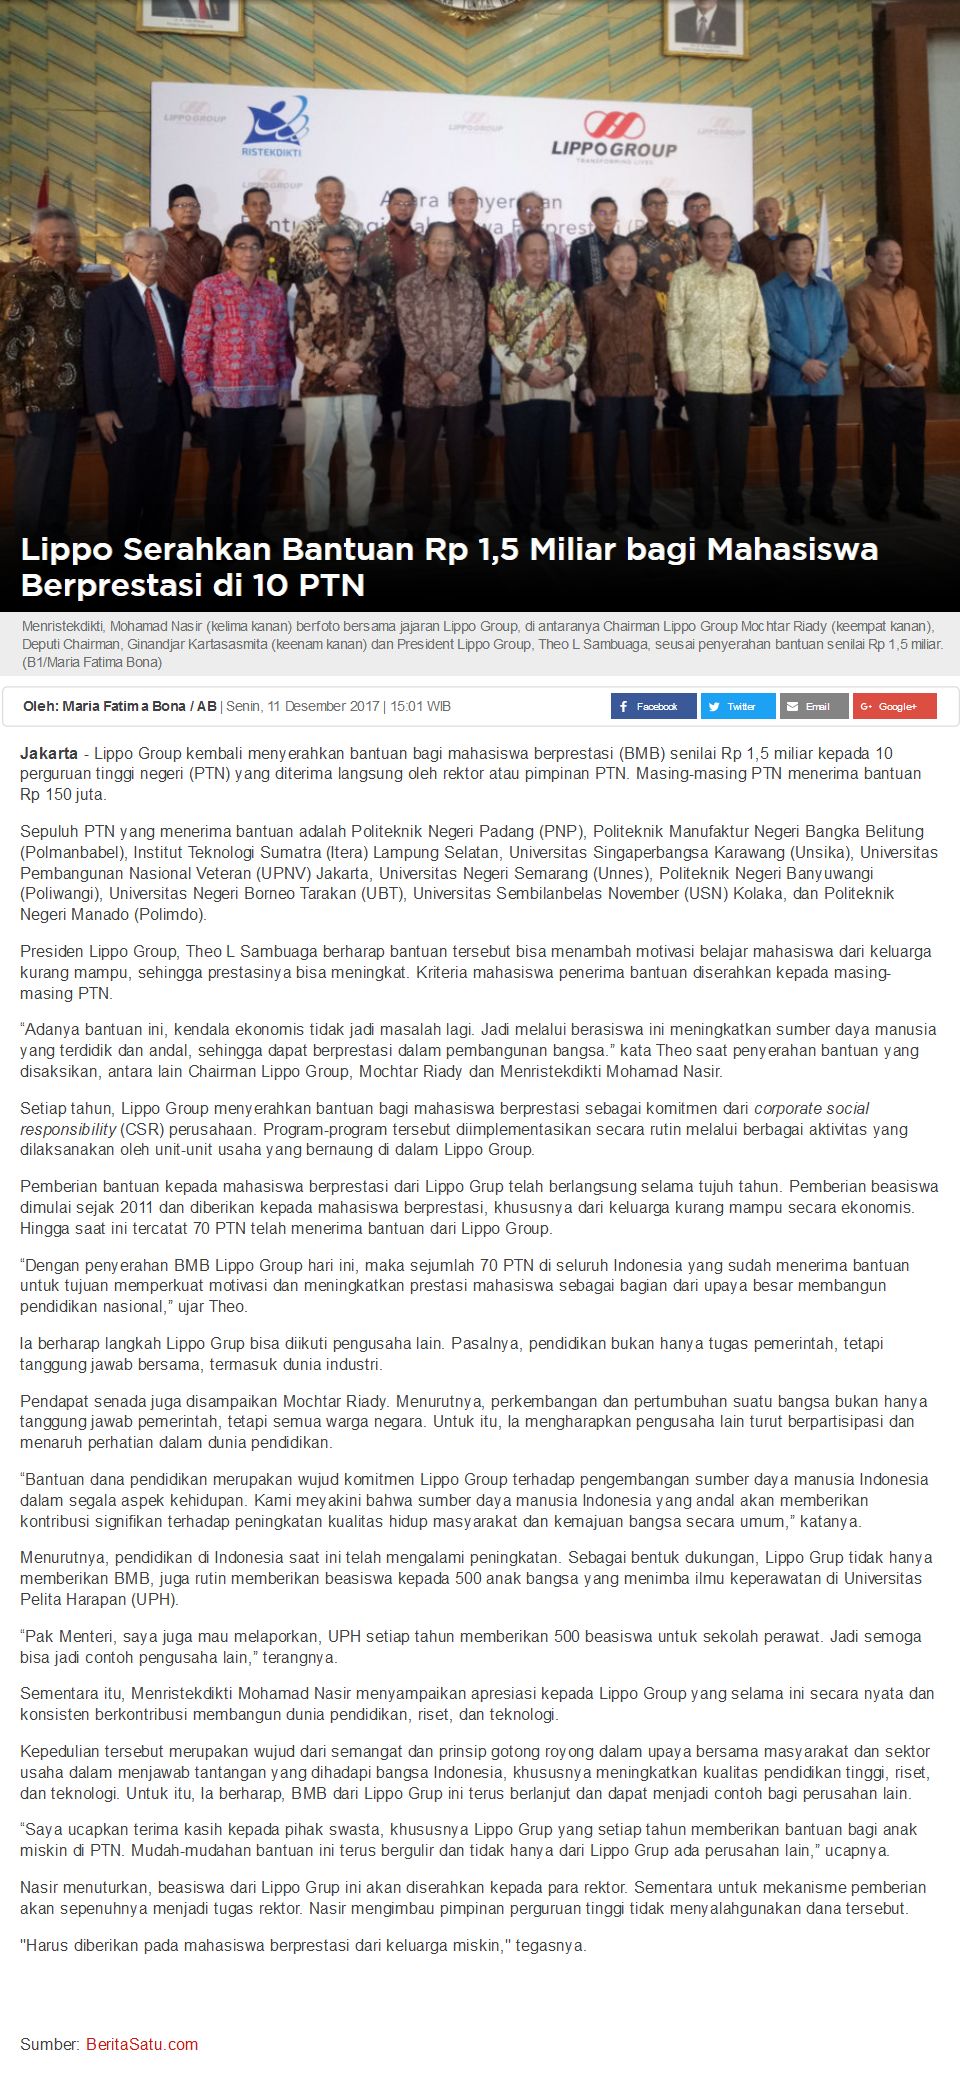 LIPPOGROUP
RISTEKDIKTI
LIPPOGROUP
LIPPOGROUP
TRANSFORMING LIVES
LIPPOGROUP
LIPPOGROUP
Lippo Serahkan Bantuan Rp 1,5 Miliar bagi Mahasiswa
Berprestasi di 10 PTN
Menristekdikti, Mohamad Nasir (kelima kanan) berfoto bersama jajaran Lippo Group, di antaranya Chairman Lippo Group Mochtar Riady (keempat kanan),
Deputi Chairman, Ginandjar Kartasasmita (keenam kanan) dan President Lippo Group, Theo L Sambuaga, seusai penyerahan bantuan senilai Rp 1,5 miliar.
(B1/Maria Fatima Bona)
Oleh: Maria Fatima Bona / AB | Senin, 11 Desember 2017 | 15:01 WIB
Facebook
Twitter
Email
Google+
Jakarta - Lippo Group kembali menyerahkan bantuan bagi mahasiswa berprestasi (BMB) senilai Rp 1,5 miliar kepada 10
perguruan tinggi negeri (PTN) yang diterima langsung oleh rektor atau pimpinan PTN. Masing-masing PTN menerima bantuan
Rp 150 juta.
Sepuluh PTN yang menerima bantuan adalah Politeknik Negeri Padang (PNP), Politeknik Manufaktur Negeri Bangka Belitung
(Polmanbabel), Institut Teknologi Sumatra (Itera) Lampung Selatan, Universitas Singaperbangsa Karawang (Unsika), Universitas
Pembangunan Nasional Veteran (UPNV) Jakarta, Universitas Negeri Semarang (Unnes), Politeknik Negeri Banyuwangi
(Poliwangi), Universitas Negeri Borneo Tarakan (UBT), Universitas Sembilanbelas November (USN) Kolaka, dan Politeknik
Negeri Manado (Polimdo).
Presiden Lippo Group, Theo L Sambuaga berharap bantuan tersebut bisa menambah motivasi belajar mahasiswa dari keluarga
kurang mampu, sehingga prestasinya bisa meningkat. Kriteria mahasiswa penerima bantuan diserahkan kepada masing-
masing PTN.
“Adanya bantuan ini, kendala ekonomis tidak jadi masalah lagi. Jadi melalui berasiswa ini meningkatkan sumber daya manusia
yang terdidik dan andal, sehingga dapat berprestasi dalam pembangunan bangsa.” kata Theo saat penyerahan bantuan yang
disaksikan, antara lain Chairman Lippo Group, Mochtar Riady dan Menristekdikti Mohamad Nasir.
Setiap tahun, Lippo Group menyerahkan bantuan bagi mahasiswa berprestasi sebagai komitmen dari corporate social
responsibility (CSR) perusahaan. Program-program tersebut diimplementasikan secara rutin melalui berbagai aktivitas yang
dilaksanakan oleh unit-unit usaha yang bernaung di dalam Lippo Group.
Pemberian bantuan kepada mahasiswa berprestasi dari Lippo Grup telah berlangsung selama tujuh tahun. Pemberian beasiswa
dimulai sejak 2011 dan diberikan kepada mahasiswa berprestasi, khususnya dari keluarga kurang mampu secara ekonomis.
Hingga saat ini tercatat 70 PTN telah menerima bantuan dari Lippo Group.
“Dengan penyerahan BMB Lippo Group hari ini, maka sejumlah 70 PTN di seluruh Indonesia yang sudah menerima bantuan
untuk tujuan memperkuat motivasi dan meningkatkan prestasi mahasiswa sebagai bagian dari upaya besar membangun
pendidikan nasional,” ujar Theo.
Ia berharap langkah Lippo Grup bisa diikuti pengusaha lain. Pasalnya, pendidikan bukan hanya tugas pemerintah, tetapi
tanggung jawab bersama, termasuk dunia industri.
Pendapat senada juga disampaikan Mochtar Riady. Menurutnya, perkembangan dan pertumbuhan suatu bangsa bukan hanya
tanggung jawab pemerintah, tetapi semua warga negara. Untuk itu, Ia mengharapkan pengusaha lain turut berpartisipasi dan
menaruh perhatian dalam dunia pendidikan.
“Bantuan dana pendidikan merupakan wujud komitmen Lippo Group terhadap pengembangan sumber daya manusia Indonesia
dalam segala aspek kehidupan. Kami meyakini bahwa sumber daya manusia Indonesia yang andal akan memberikan
kontribusi signifikan terhadap peningkatan kualitas hidup masyarakat dan kemajuan bangsa secara umum,” katanya.
Menurutnya, pendidikan di Indonesia saat ini telah mengalami peningkatan. Sebagai bentuk dukungan, Lippo Grup tidak hanya
memberikan BMB, juga rutin memberikan beasiswa kepada 500 anak bangsa yang menimba ilmu keperawatan di Universitas
Pelita Harapan (UPH).
“Pak Menteri, saya juga mau melaporkan, UPH setiap tahun memberikan 500 beasiswa untuk sekolah perawat. Jadi semoga
bisa jadi contoh pengusaha lain,” terangnya.
Sementara itu, Menristekdikti Mohamad Nasir menyampaikan apresiasi kepada Lippo Group yang selama ini secara nyata dan
konsisten berkontribusi membangun dunia pendidikan, riset, dan teknologi.
Kepedulian tersebut merupakan wujud dari semangat dan prinsip gotong royong dalam upaya bersama masyarakat dan sektor
usaha dalam menjawab tantangan yang dihadapi bangsa Indonesia, khususnya meningkatkan kualitas pendidikan tinggi, riset,
dan teknologi. Untuk itu, Ia berharap, BMB dari Lippo Grup ini terus berlanjut dan dapat menjadi contoh bagi perusahan lain.
“Saya ucapkan terima kasih kepada pihak swasta, khususnya Lippo Grup yang setiap tahun memberikan bantuan bagi anak
miskin di PTN. Mudah-mudahan bantuan ini terus bergulir dan tidak hanya dari Lippo Grup ada perusahan lain,” ucapnya.
Nasir menuturkan, beasiswa dari Lippo Grup ini akan diserahkan kepada para rektor. Sementara untuk mekanisme pemberian
akan sepenuhnya menjadi tugas rektor. Nasir mengimbau pimpinan perguruan tinggi tidak menyalahgunakan dana tersebut.
"Harus diberikan pada mahasiswa berprestasi dari keluarga miskin," tegasnya.
Sumber: BeritaSatu.com